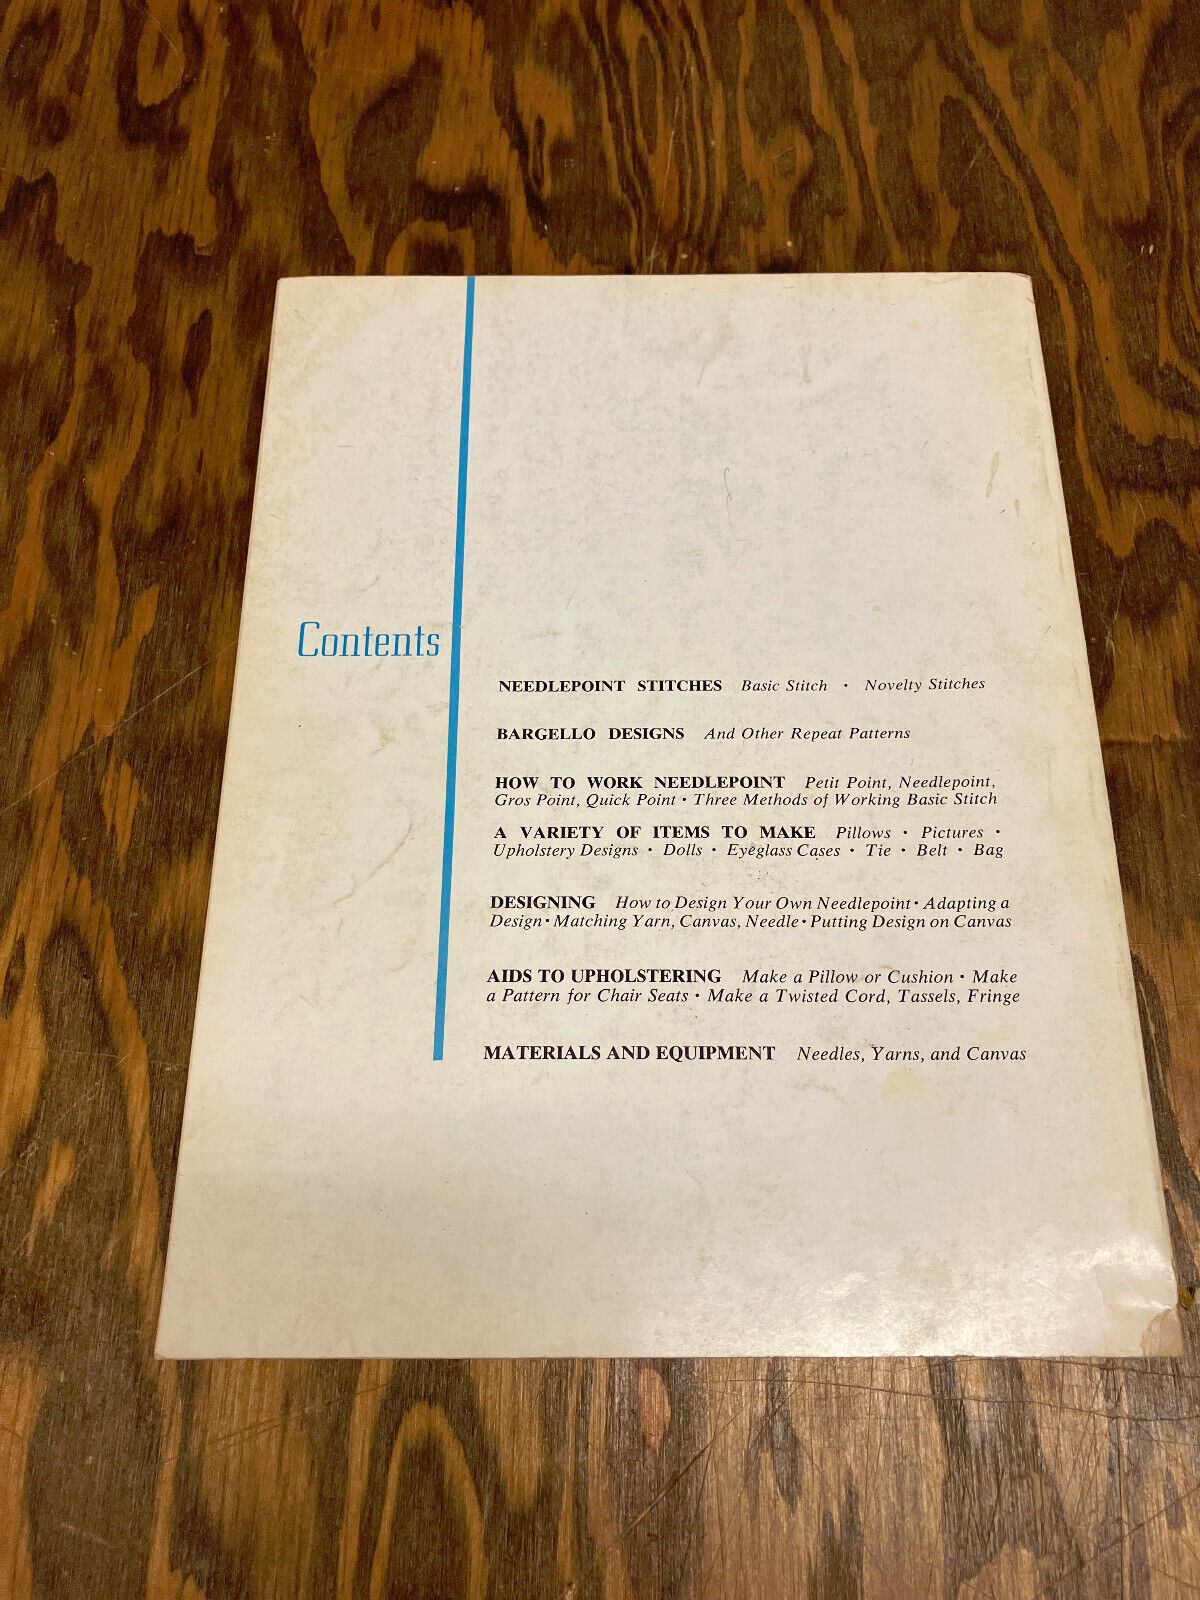 Contents
NEEDLEPOINT STITCHES Basic Stitch • Novelty Stitches
BARGELLO DESIGNS And Other Repeat Patterns
HOW TO WORK NEEDLEPOINT Petit Point, Needlepoint,
Gros Point, Quick Point • Three Methods of Working Basic Stitch
A VARIETY OF ITEMS TO MAKE Pillows • Pictures •
Upholstery Designs • Dolls • Eyeglass Cases • Tie • Belt • Bag
DESIGNING How to Design Your Own Needlepoint • Adapting a
Design • Matching Yarn, Canvas, Needle • Putting Design on Canvas
AIDS TO UPHOLSTERING Make a Pillow or Cushion • Make
a Pattern for Chair Seats • Make a Twisted Cord, Tassels, Fringe
MATERIALS AND EQUIPMENT Needles, Yarns, and Canvas